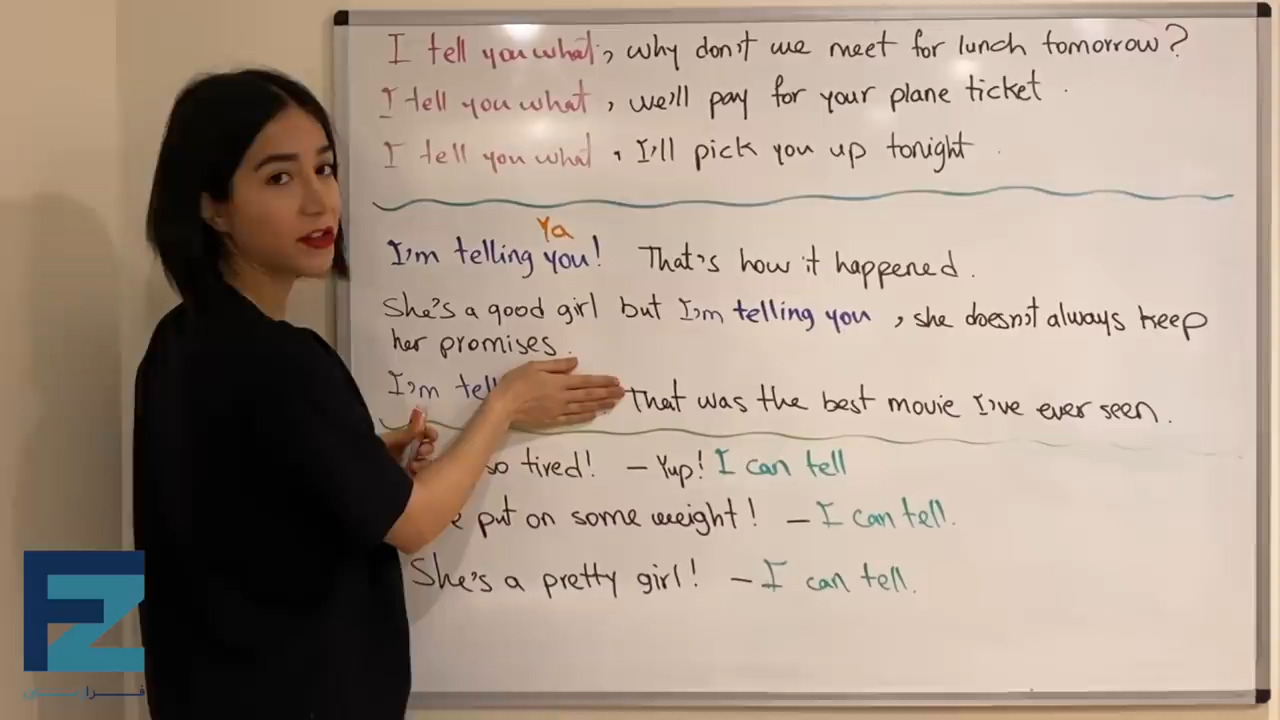 I tell you what, why don't we meet for lunch tomorrow?
I tell you what, we'll pay for your plane ticket.
I tell you what, I'll pick you up tonight.
Ya
I'm telling you! That's how it happened.
She's a good girl but I'm telling you, she doesn't always keep
her promises.
I'm tell That was the best movie I've ever seen.
so tired! – Yup! I can tell
put on some weight! – I can tell.
She's a pretty girl! – I can tell.
FZ